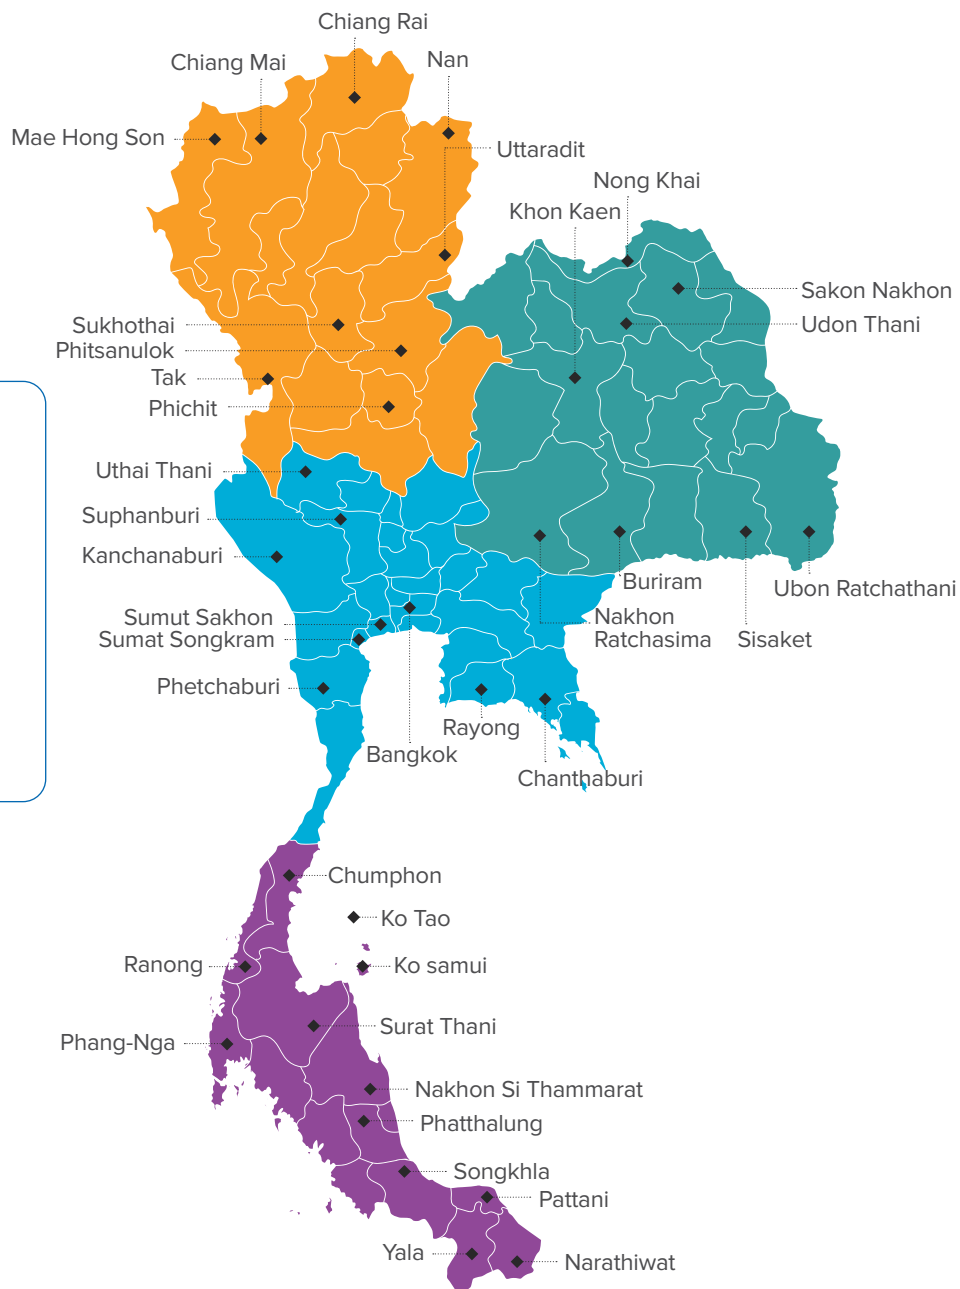 Chiang Rai
Chiang Mai
Nan
Mae Hong Son
Uttaradit
Nong Khai
Khon Kaen
Sakon Nakhon
Sukhothai
Udon Thani
Phitsanulok
Tak
Phichit
Uthai Thani
Suphanburi
Kanchanaburi
Buriram
Ubon Ratchathani
Sumut Sakhon
Nakhon
Ratchasima
Sumat Songkram
Sisaket
Phetchaburi
Rayong
Bangkok
Chanthaburi
Chumphon
Ko Tao
Ranong
Ko samui
Surat Thani
Phang-Nga
Nakhon Si Thammarat
Phatthalung
Songkhla
Pattani
Yala
Narathiwat